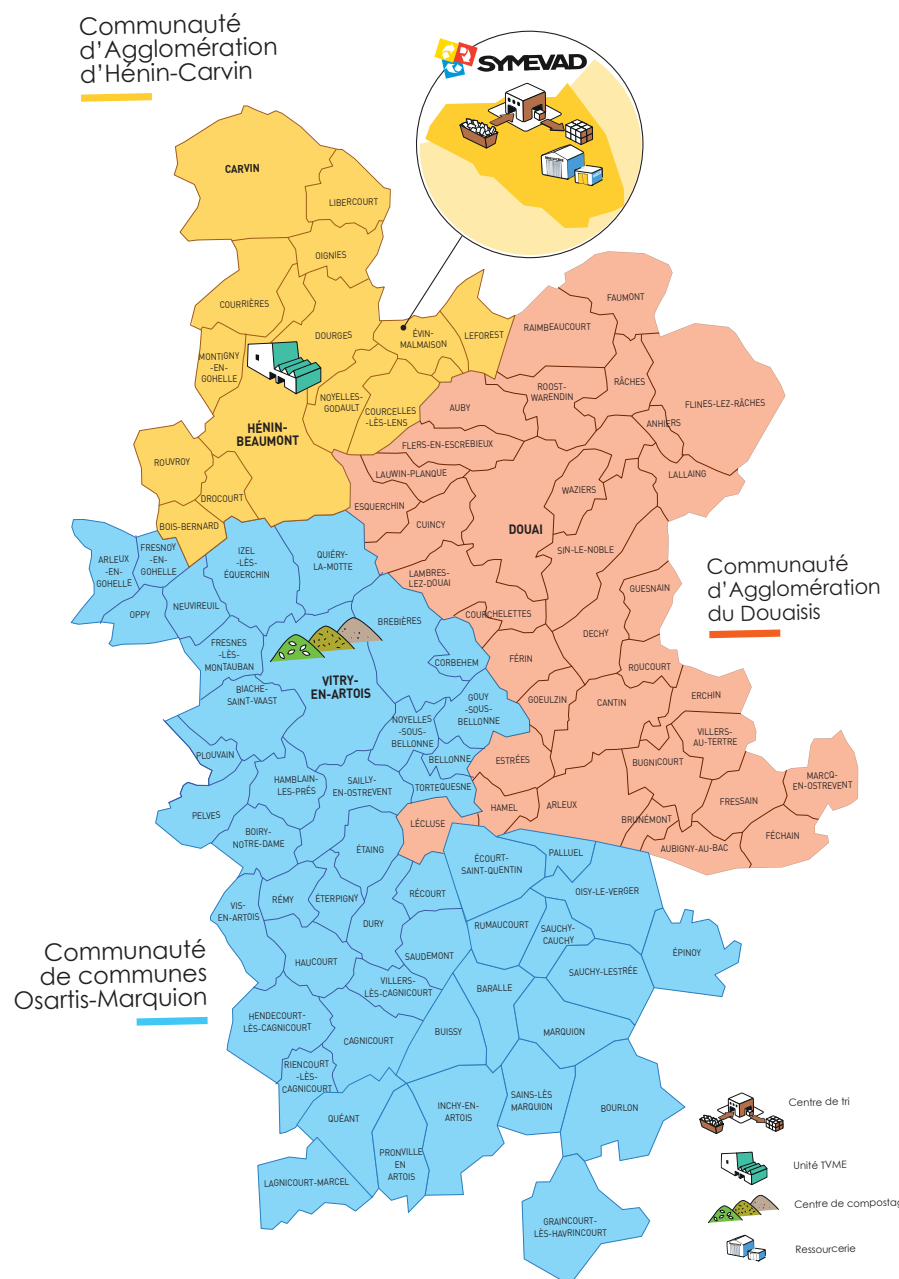 Communauté
d'Agglomération
d'Hénin-Carvin
SYMEVAD
CARVIN
LIBERCOURT
OIGNIES
COURRIÈRES
DOURGES
ÉVIN-
MALMAISON
LEFOREST
MONTIGNY
-EN-
GOHELLE
NOYELLES-
GODAULT
COURCELLES
-LÈS-LENS
HÉNIN-
BEAUMONT
ROUVROY
DROCOURT
BOIS-BERNARD
FAUMONT
RAIMBEAUCOURT
RÂCHES
ROOST-
WARENDIN
FLINES-LEZ-RÂCHES
AUBY
ANHIERS
FLERS-EN-ESCREBIEUX
LALLAING
LAUWIN-PLANQUE
WAZIERS
ESQUERCHIN
CUINCY
DOUAI
SIN-LE-NOBLE
LAMBRES-
LEZ-DOUAI
GUESNAIN
COURCHELETTES
DECHY
FÉRIN
ROUCOURT
GOEULZIN
CANTIN
ERCHIN
VILLERS-
AU-TERTRE
ESTRÉES
BUGNICOURT
MARCQ-
EN-OSTREVENT
HAMEL
ARLEUX
FRESSAIN
BRUNÉMONT
FÉCHAIN
AUBIGNY-AU-BAC
LÉCLUSE
Communauté
d'Agglomération
du Douaisis
ARLEUX
-EN-
GOHELLE
FRESNOY
-EN-
GOHELLE
IZEL
-LÈS-
ÉQUERCHIN
QUIÉRY-
LA-MOTTE
OPPY
NEUVIREUIL
BREBIÈRES
FRESNES
-LÈS-
MONTAUBAN
CORBEHEM
VITRY-
EN-ARTOIS
BIACHE-
SAINT-VAAST
GOUY
-SOUS-
BELLONNE
NOYELLES
-SOUS-
BELLONNE
PLOUVAIN
BELLONNE
HAMBLAIN-
LES-PRÉS
SAILLY-
EN-OSTREVENT
TORTEQUESNE
PELVES
BOIRY-
NOTRE-DAME
ÉTAING
ÉCOURT-
SAINT-QUENTIN
PALLUEL
OISY-LE-VERGER
VIS-
EN-ARTOIS
RÉMY
ÉTERPIGNY
RÉCOURT
DURY
RUMAUCOURT
SAUCHY-
CAUCHY
ÉPINOY
HAUCOURT
SAUDEMONT
SAUCHY-LESTRÉE
VILLERS-
LÈS-CAGNICOURT
BARALLE
Communauté
de communes
Osartis-Marquion
HENDECOURT-
LÈS-CAGNICOURT
CAGNICOURT
BUISSY
MARQUION
RIENCOURT
-LÈS-
CAGNICOURT
QUÉANT
INCHY-EN-
ARTOIS
SAINS-LÈS
MARQUION
BOURLON
PRONVILLE
EN
ARTOIS
LAGNICOURT-MARCEL
GRAINCOURT-
LÈS-HAVRINCOURT
Centre de tri
Unité TVME
Centre de compostag
Ressourcerie